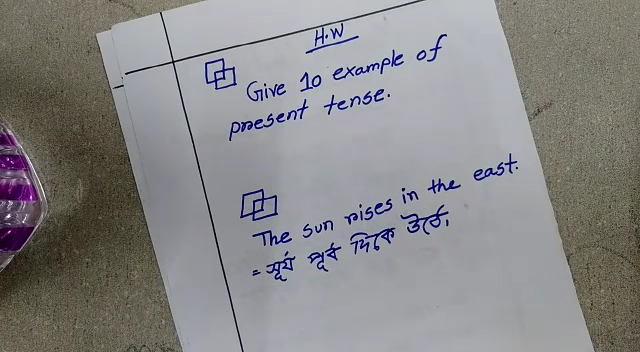 H.W
Give 10 example of
present tense.
The sun rises in the east.
= সূর্য পূর্ব দিকে উঠে।